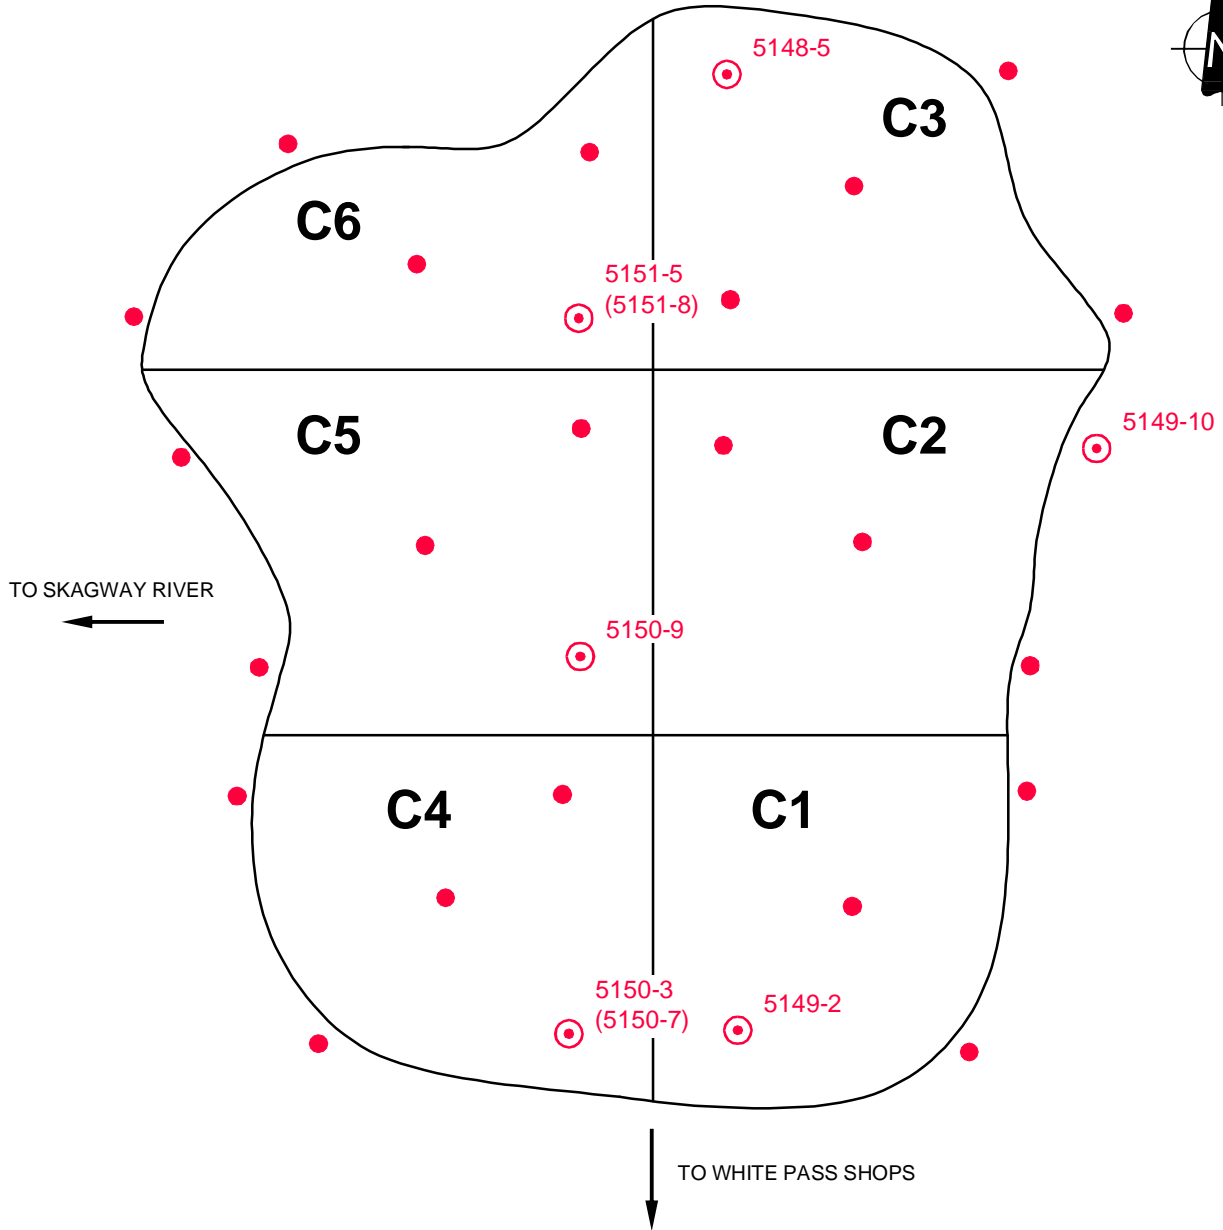 5148-5
N
C3
C6
5151-5
(5151-8)
C5
C2
5149-10
TO SKAGWAY RIVER
5150-9
C4
C1
5150-3
(5150-7)
5149-2
TO WHITE PASS SHOPS